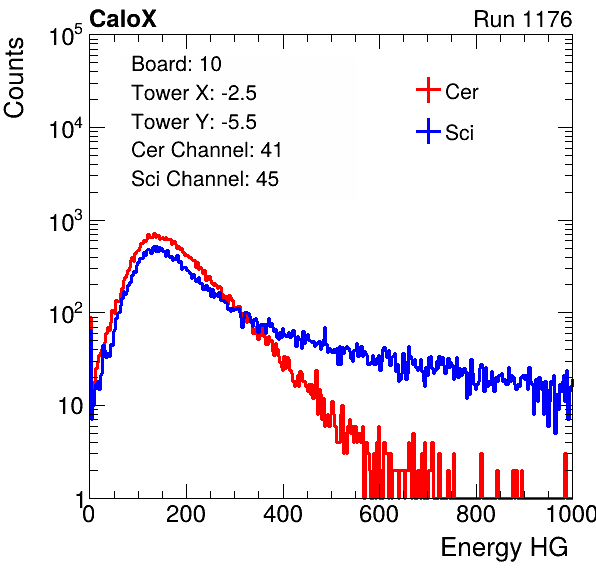 CaloX Run 1176
Counts
10^5
10^4
10^3
10^2
10
1
Board: 10
Tower X: -2.5
Tower Y: -5.5
Cer Channel: 41
Sci Channel: 45
Cer
Sci
0 200 400 600 800 1000
Energy HG